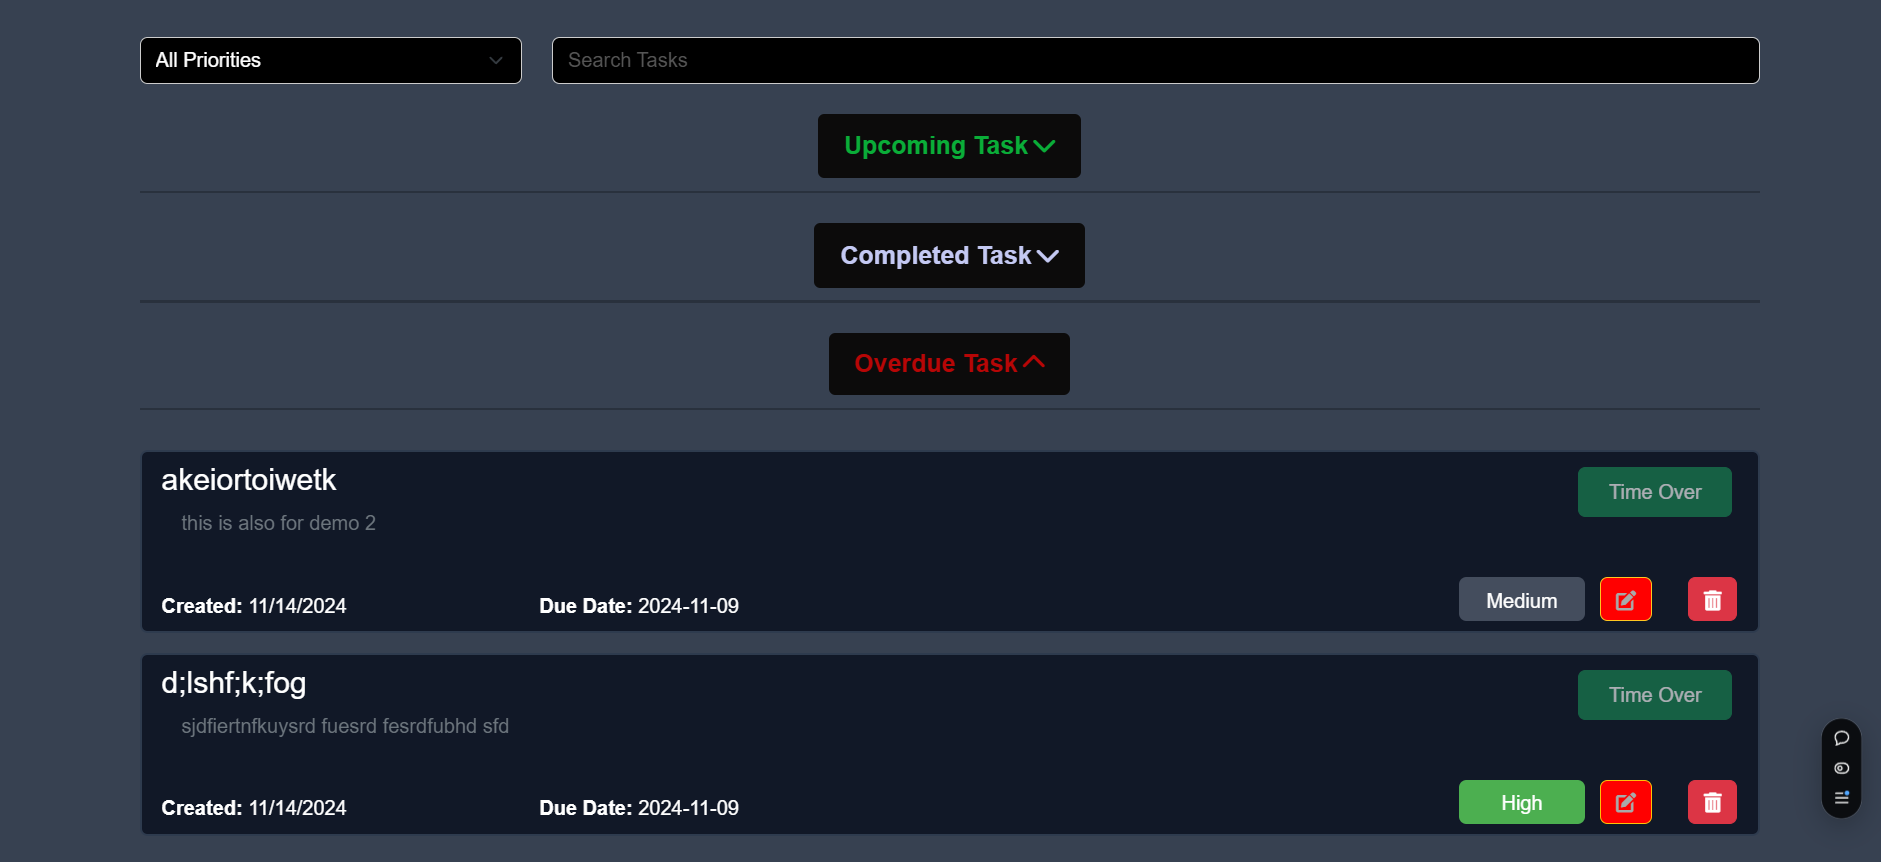 All Priorities
Search Tasks
Upcoming Task
Completed Task
Overdue Task
akeiortoiwetk
Time Over
this is also for demo 2
Created: 11/14/2024
Due Date: 2024-11-09
Medium
d;lshf;k;fog
Time Over
sjdfiertnfkuysrd fuesrd fesrdfubhd sfd
Created: 11/14/2024
Due Date: 2024-11-09
High